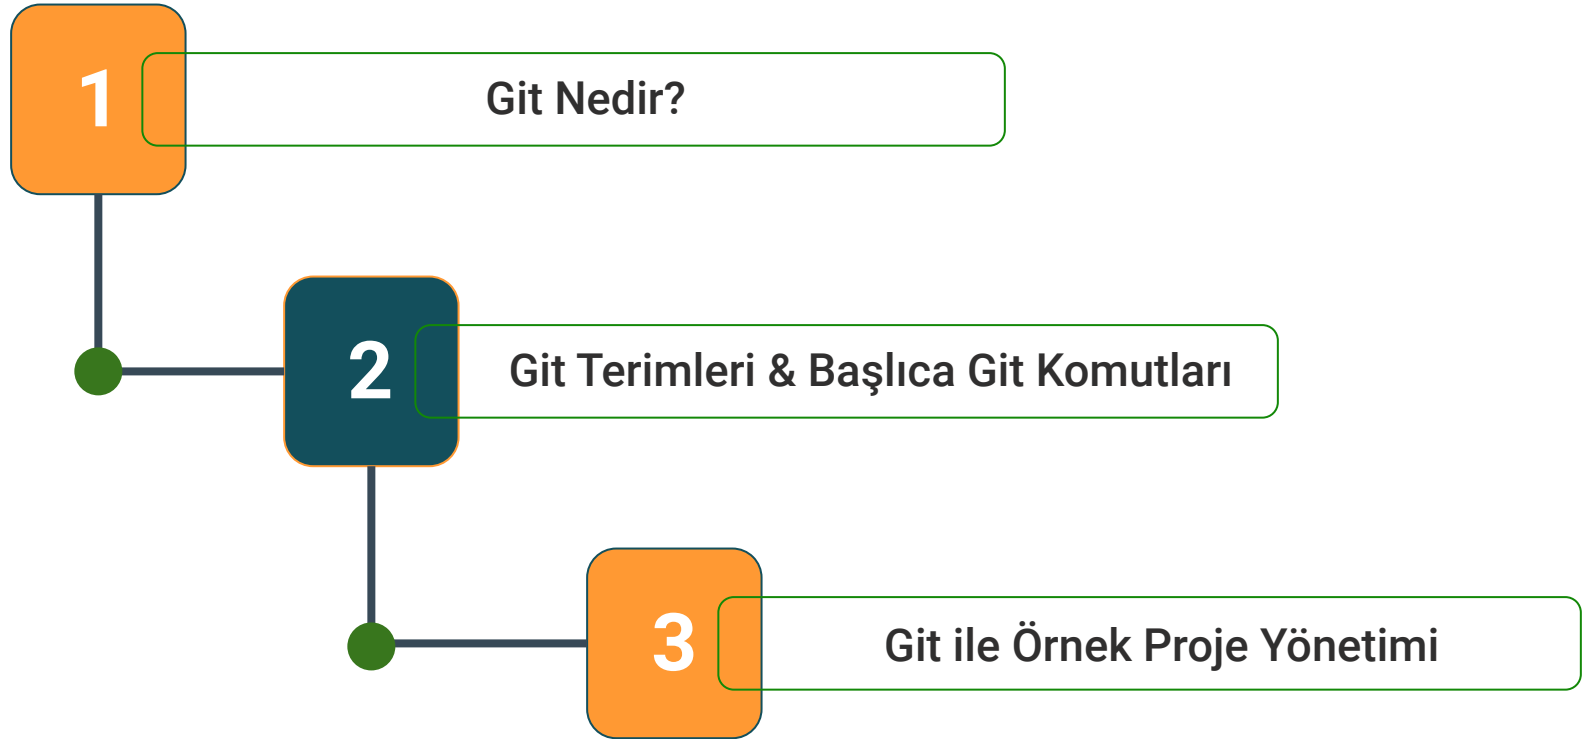 1
Git Nedir?
2
Git Terimleri & Başlıca Git Komutları
3
Git ile Örnek Proje Yönetimi